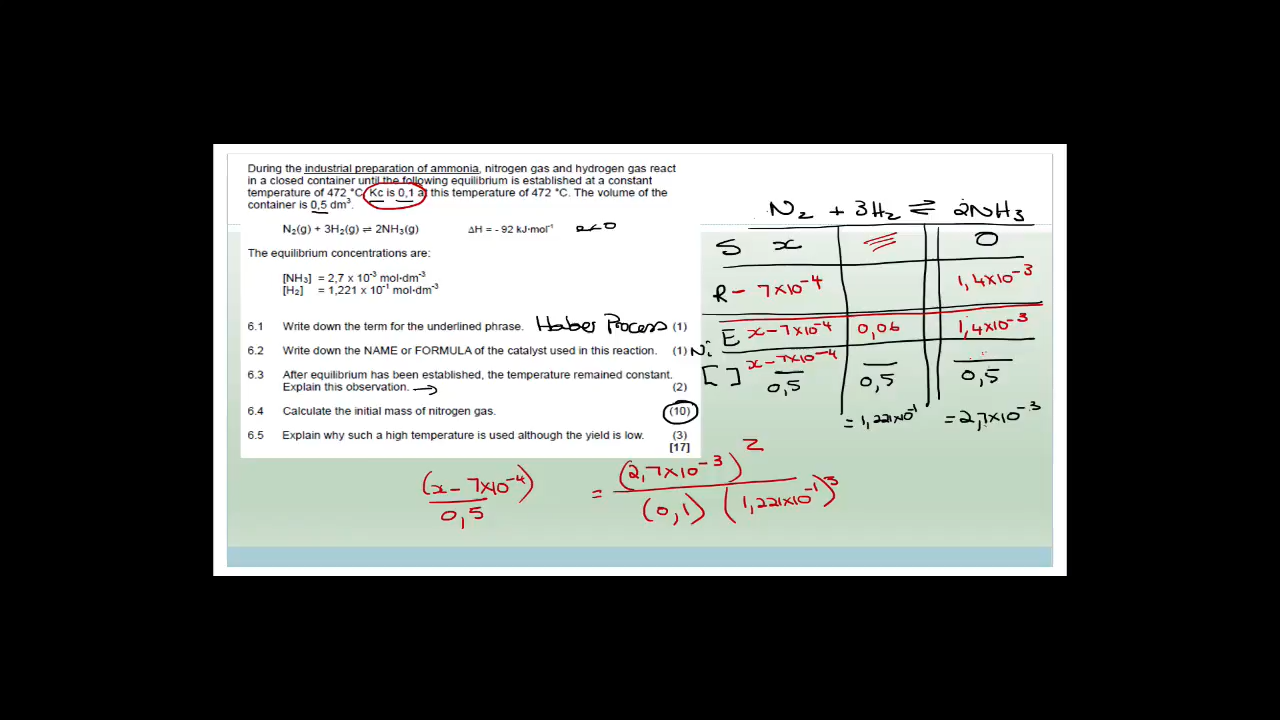 During the industrial preparation of ammonia, nitrogen gas and hydrogen gas react
in a closed container until the following equilibrium is established at a constant
temperature of 472 °C. Kc is 0,1 at this temperature of 472 °C. The volume of the
container is 0,5 dm³.
N₂(g) + 3H₂(g) ⇌ 2NH₃(g) ΔH = - 92 kJ·mol⁻¹
The equilibrium concentrations are:
[NH₃] = 2,7 x 10⁻³ mol·dm⁻³
[H₂] = 1,221 x 10⁻¹ mol·dm⁻³
6.1 Write down the term for the underlined phrase. Haber Process (1)
6.2 Write down the NAME or FORMULA of the catalyst used in this reaction. (1) Ni
6.3 After equilibrium has been established, the temperature remained constant.
Explain this observation. → (2)
6.4 Calculate the initial mass of nitrogen gas. (10)
6.5 Explain why such a high temperature is used although the yield is low. (3)
[17]
N₂ + 3H₂ ⇌ 2NH₃
S x 0
R - 7x10⁻⁴ 1,4x10⁻³
E x-7x10⁻⁴ 0,06 1,4x10⁻³
x-7x10⁻⁴
[ ] 0,5 0,5 0,5
= 1,221x10⁻¹ = 2,7x10⁻³
(x - 7x10⁻⁴) = (2,7x10⁻³)²
0,5 (0,1) (1,221x10⁻¹)³